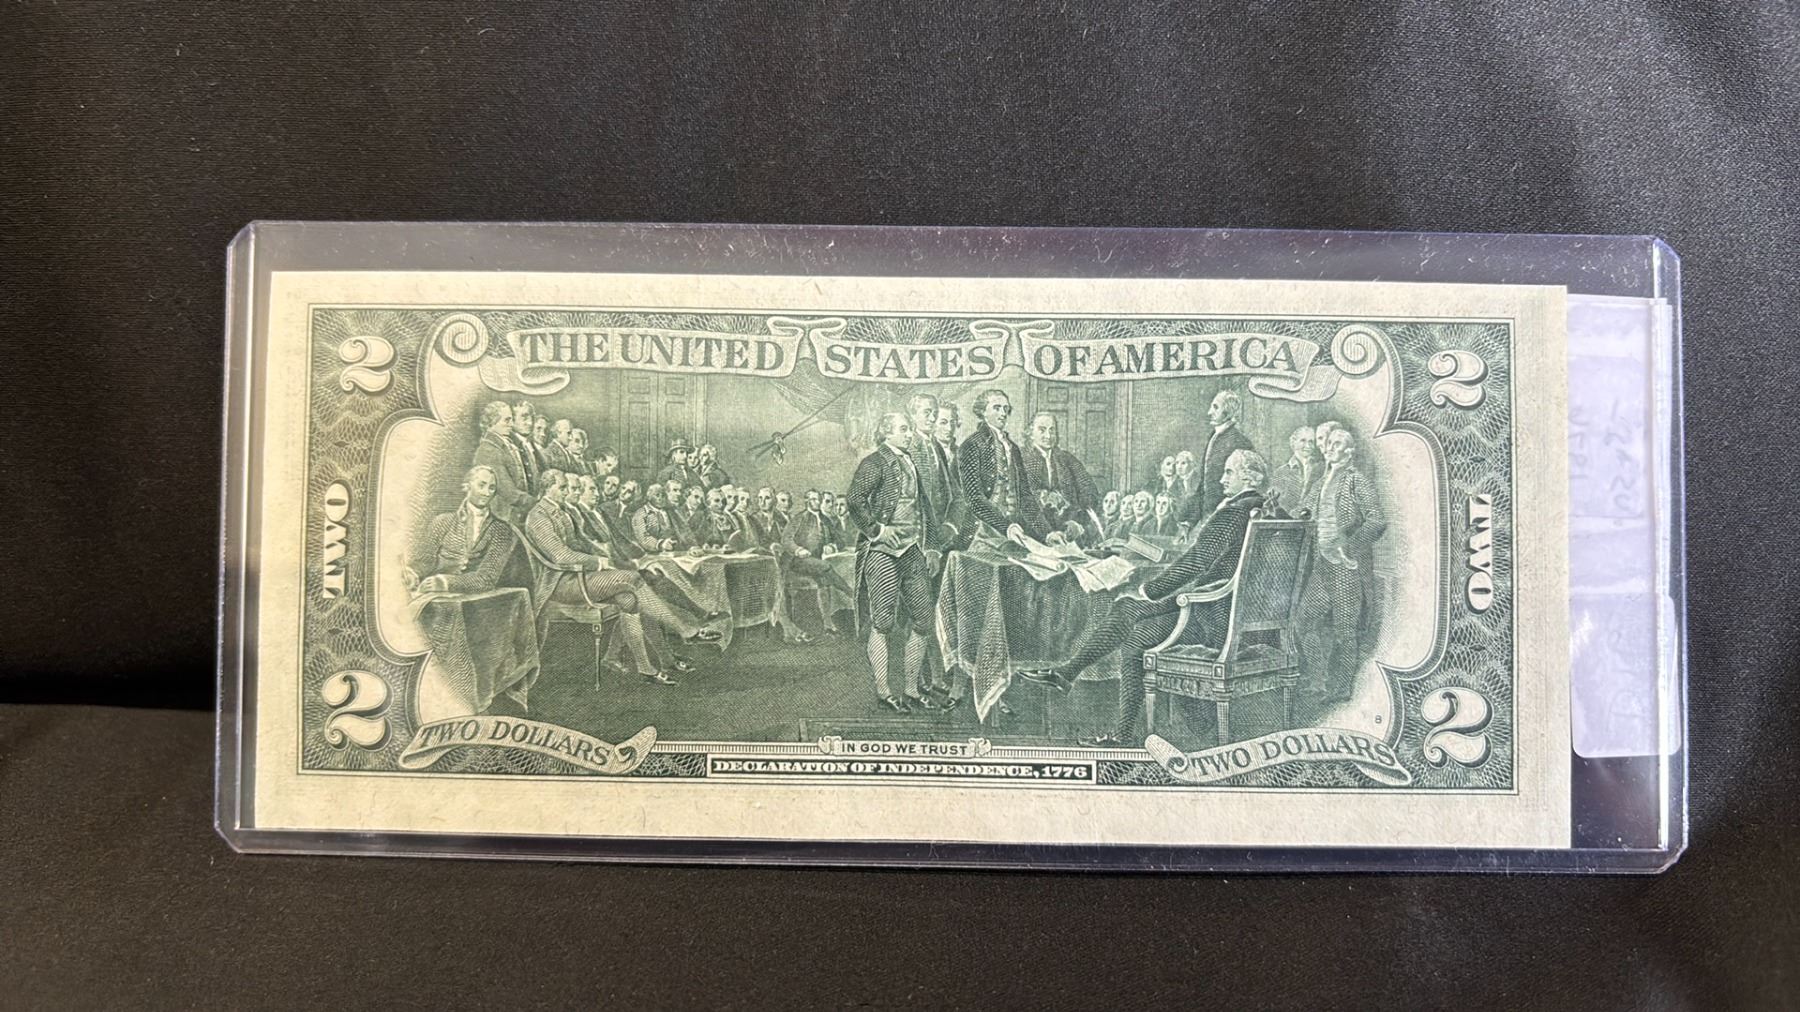 2 THE UNITED STATES OF AMERICA 2
TWO
TWO
2 TWO DOLLARS
IN GOD WE TRUST
TWO DOLLARS 2
8
DECLARATION OF INDEPENDENCE, 1776